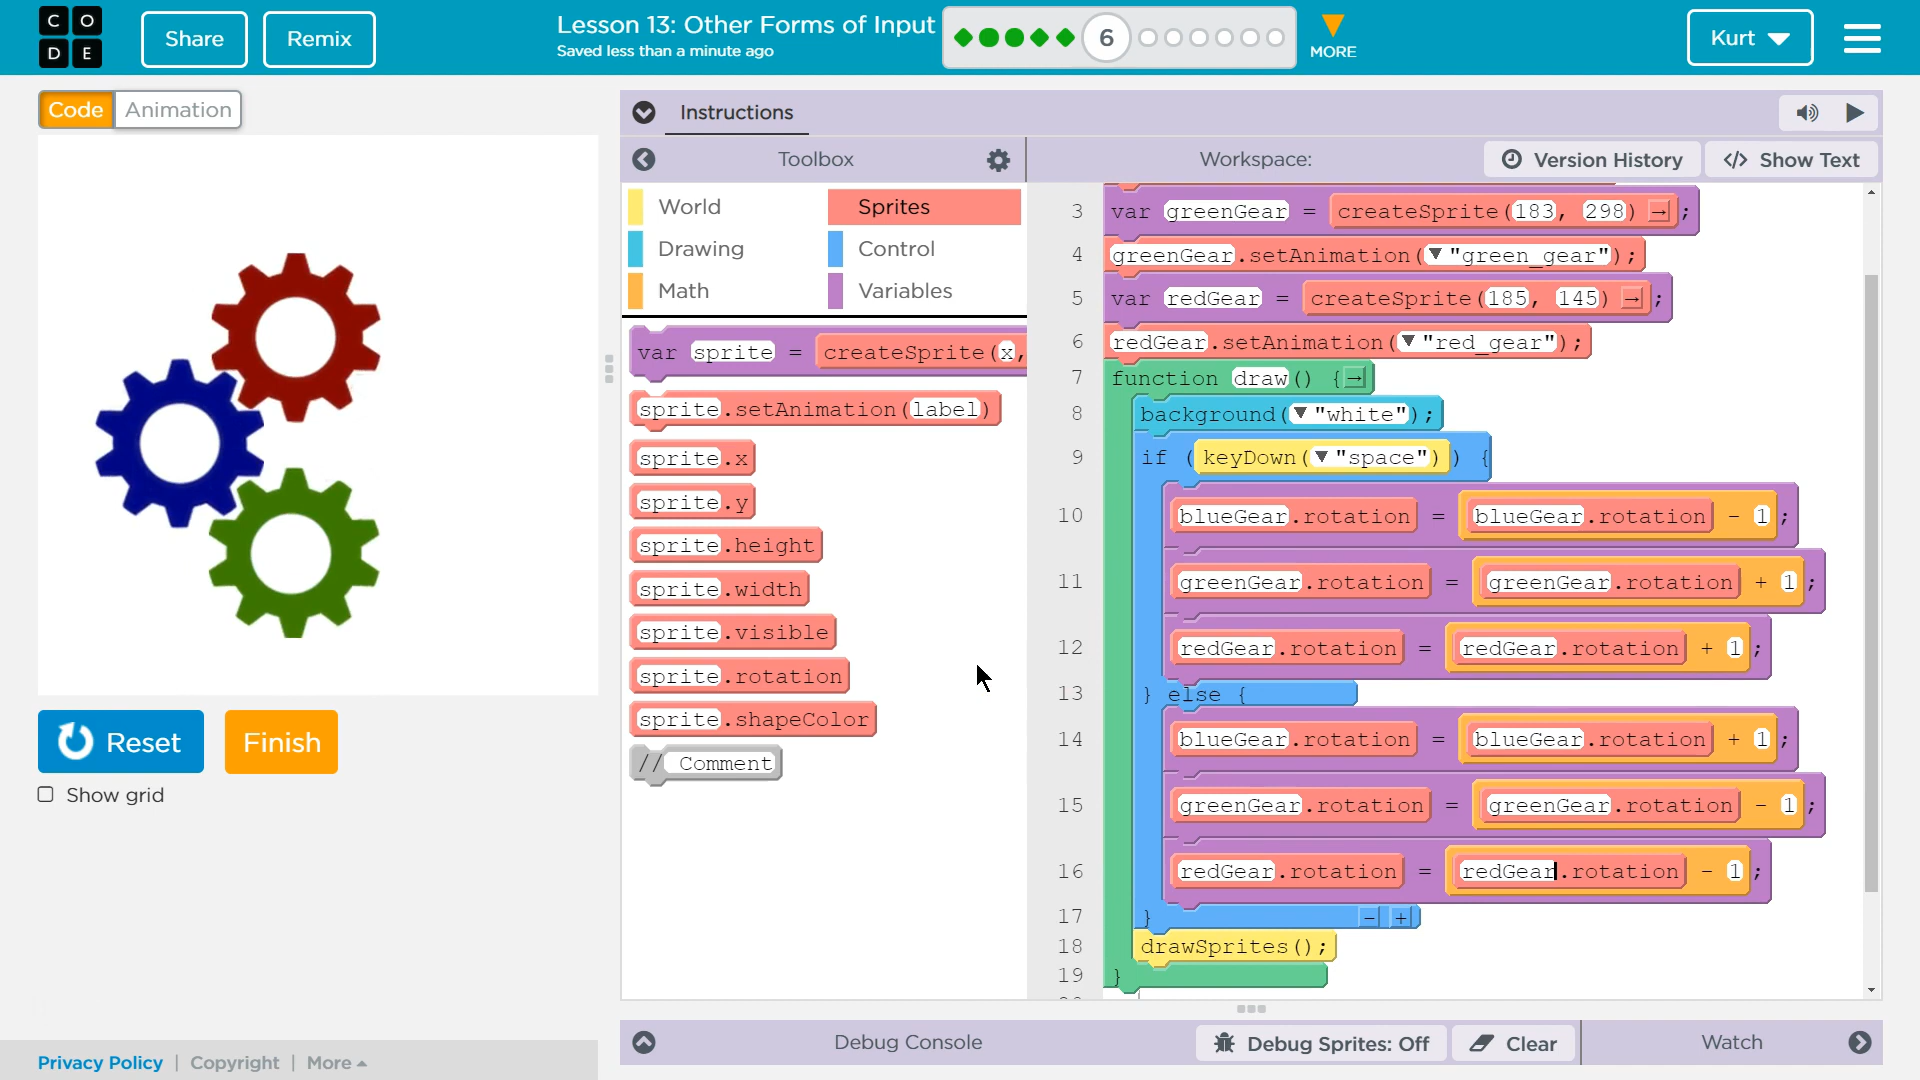 CODE
Share
Remix
Lesson 13: Other Forms of Input
Saved less than a minute ago
6
MORE
Kurt
Code
Animation
Instructions
Toolbox
Workspace:
Version History
</> Show Text
World
Sprites
Drawing
Control
Math
Variables
var sprite = createSprite(x,
sprite.setAnimation(label)
sprite.x
sprite.y
sprite.height
sprite.width
sprite.visible
sprite.rotation
sprite.shapeColor
// Comment
3 var greenGear = createSprite(183, 298) → ;
4 greenGear.setAnimation(▼ "green_gear");
5 var redGear = createSprite(185, 145) → ;
6 redGear.setAnimation(▼ "red_gear");
7 function draw() { →
8 background(▼ "white");
9 if (keyDown(▼ "space")) {
10 blueGear.rotation = blueGear.rotation - 1;
11 greenGear.rotation = greenGear.rotation + 1;
12 redGear.rotation = redGear.rotation + 1;
13 } else {
14 blueGear.rotation = blueGear.rotation + 1;
15 greenGear.rotation = greenGear.rotation - 1;
16 redGear.rotation = redGear.rotation - 1;
17 } - +
18 drawSprites();
19 }
Reset
Finish
Show grid
Debug Console
Debug Sprites: Off
Clear
Watch
Privacy Policy | Copyright | More